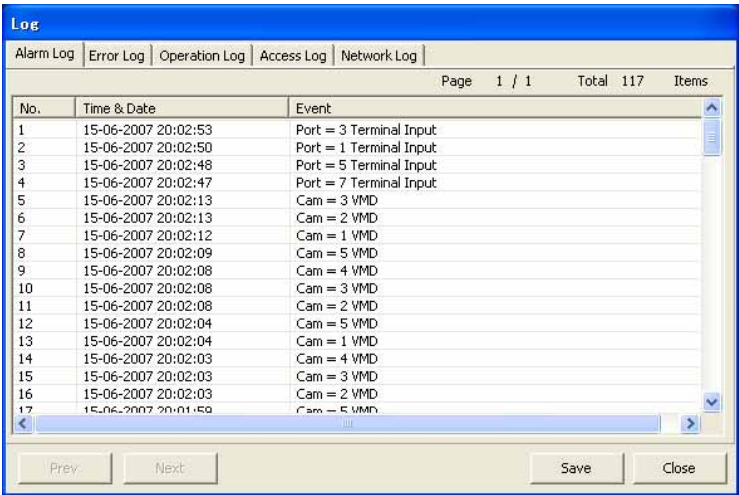 Log
Alarm Log Error Log Operation Log Access Log Network Log
Page 1 / 1 Total 117 Items
No. Time & Date Event
1 15-06-2007 20:02:53 Port = 3 Terminal Input
2 15-06-2007 20:02:50 Port = 1 Terminal Input
3 15-06-2007 20:02:48 Port = 5 Terminal Input
4 15-06-2007 20:02:47 Port = 7 Terminal Input
5 15-06-2007 20:02:13 Cam = 3 VMD
6 15-06-2007 20:02:13 Cam = 2 VMD
7 15-06-2007 20:02:12 Cam = 1 VMD
8 15-06-2007 20:02:09 Cam = 5 VMD
9 15-06-2007 20:02:08 Cam = 4 VMD
10 15-06-2007 20:02:08 Cam = 3 VMD
11 15-06-2007 20:02:08 Cam = 2 VMD
12 15-06-2007 20:02:04 Cam = 5 VMD
13 15-06-2007 20:02:04 Cam = 1 VMD
14 15-06-2007 20:02:03 Cam = 4 VMD
15 15-06-2007 20:02:03 Cam = 3 VMD
16 15-06-2007 20:02:03 Cam = 2 VMD
17 15-06-2007 20:01:59 Cam = 5 VMD
Prev Next Save Close